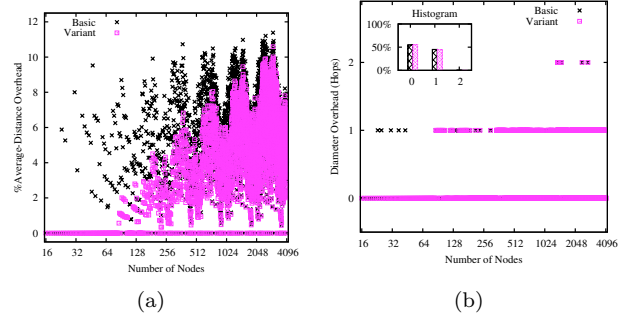 Basic
Variant
12
10
8
6
4
2
0
%Average-Distance Overhead
16 32 64 128 256 512 1024 2048 4096
Number of Nodes
(a)
Histogram
100%
50%
0%
0 1 2
Basic
Variant
2
1
0
Diameter Overhead (Hops)
16 32 64 128 256 512 1024 2048 4096
Number of Nodes
(b)